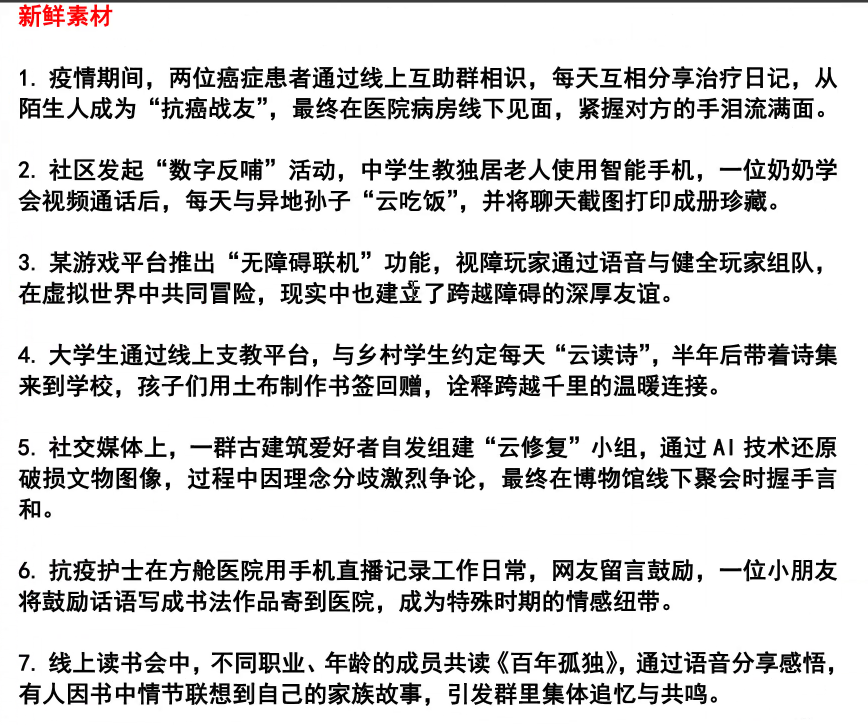 新鲜素材
1. 疫情期间，两位癌症患者通过线上互助群相识，每天互相分享治疗日记，从
陌生人成为“抗癌战友”，最终在医院病房线下见面，紧握对方的手泪流满面。
2. 社区发起“数字反哺”活动，中学生教独居老人使用智能手机，一位奶奶学
会视频通话后，每天与异地孙子“云吃饭”，并将聊天截图打印成册珍藏。
3. 某游戏平台推出“无障碍联机”功能，视障玩家通过语音与健全玩家组队，
在虚拟世界中共同冒险，现实中也建立了跨越障碍的深厚友谊。
4. 大学生通过线上支教平台，与乡村学生约定每天“云读诗”，半年后带着诗集
来到学校，孩子们用土布制作书签回赠，诠释跨越千里的温暖连接。
5. 社交媒体上，一群古建筑爱好者自发组建“云修复”小组，通过 AI 技术还原
破损文物图像，过程中因理念分歧激烈争论，最终在博物馆线下聚会时握手言
和。
6. 抗疫护士在方舱医院用手机直播记录工作日常，网友留言鼓励，一位小朋友
将鼓励话语写成书法作品寄到医院，成为特殊时期的情感纽带。
7. 线上读书会中，不同职业、年龄的成员共读《百年孤独》，通过语音分享感悟，
有人因书中情节联想到自己的家族故事，引发群里集体追忆与共鸣。